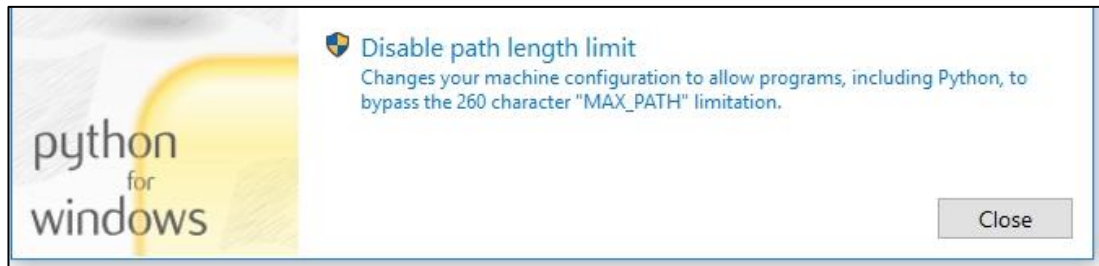 Disable path length limit
Changes your machine configuration to allow programs, including Python, to
bypass the 260 character "MAX_PATH" limitation.
python
for
windows
Close